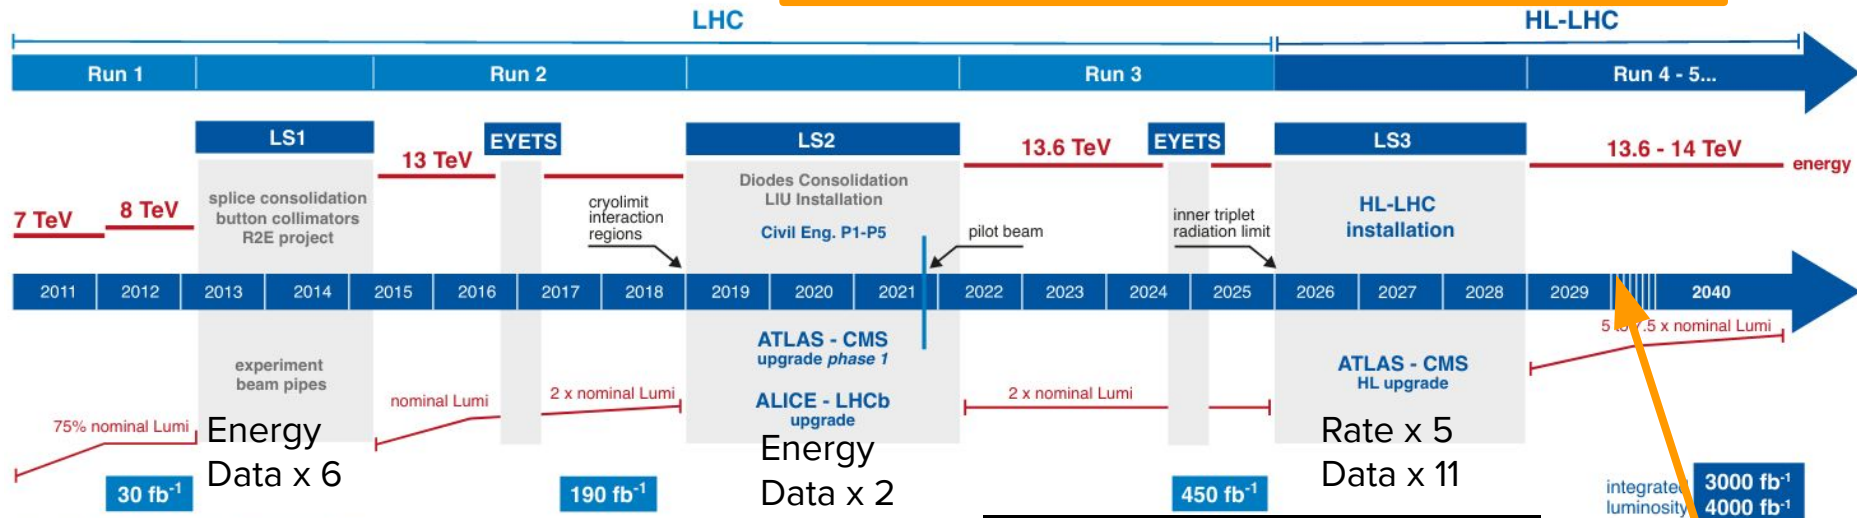 LHC
HL-LHC
Run 1
Run 2
Run 3
Run 4 - 5...
LS1
EYETS
LS2
EYETS
LS3
13 TeV
13.6 TeV
13.6 - 14 TeV
energy
7 TeV
8 TeV
splice consolidation
button collimators
R2E project
cryolimit
interaction
regions
Diodes Consolidation
LIU Installation
Civil Eng. P1-P5
pilot beam
inner triplet
radiation limit
HL-LHC
installation
2011
2012
2013
2014
2015
2016
2017
2018
2019
2020
2021
2022
2023
2024
2025
2026
2027
2028
2029
2040
5 7.5 x nominal Lumi
experiment
beam pipes
ATLAS - CMS
upgrade phase 1
ALICE - LHCb
upgrade
ATLAS - CMS
HL upgrade
75% nominal Lumi
nominal Lumi
2 x nominal Lumi
2 x nominal Lumi
Energy
Data x 6
Energy
Data x 2
Rate x 5
Data x 11
30 fb⁻¹
190 fb⁻¹
450 fb⁻¹
integrated
luminosity
3000 fb⁻¹
4000 fb⁻¹